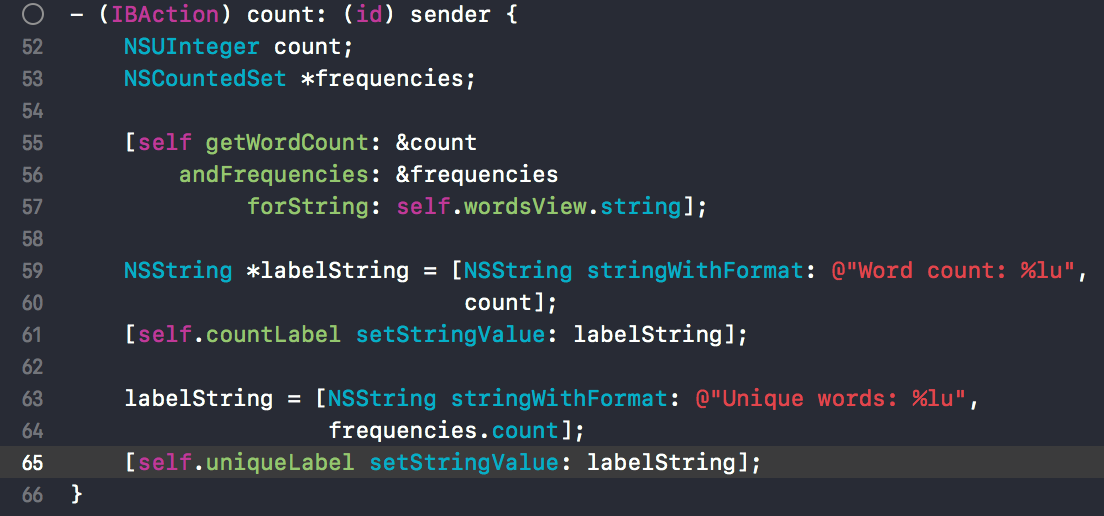 - (IBAction) count: (id) sender {
52     NSUInteger count;
53     NSCountedSet *frequencies;
54
55     [self getWordCount: &count
56         andFrequencies: &frequencies
57              forString: self.wordsView.string];
58
59     NSString *labelString = [NSString stringWithFormat: @"Word count: %lu",
60                              count];
61     [self.countLabel setStringValue: labelString];
62
63     labelString = [NSString stringWithFormat: @"Unique words: %lu",
64                    frequencies.count];
65     [self.uniqueLabel setStringValue: labelString];
66 }